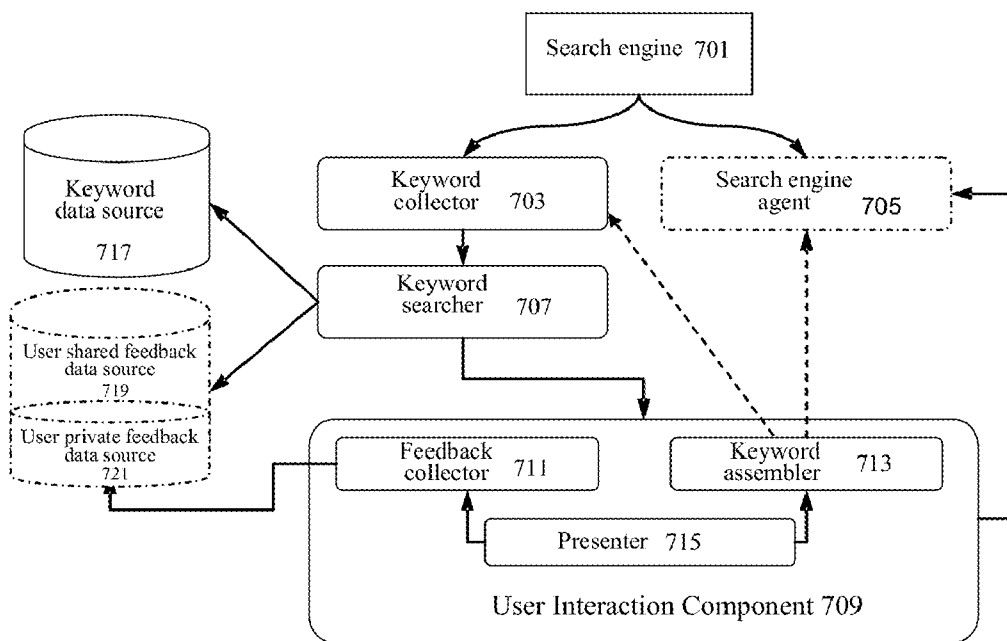 Search engine 701
Keyword
collector 703
Search engine
agent 705
Keyword
data source
717
Keyword
searcher 707
User shared feedback
data source
719
User private feedback
data source
721
Feedback
collector 711
Keyword
assembler 713
Presenter 715
User Interaction Component 709